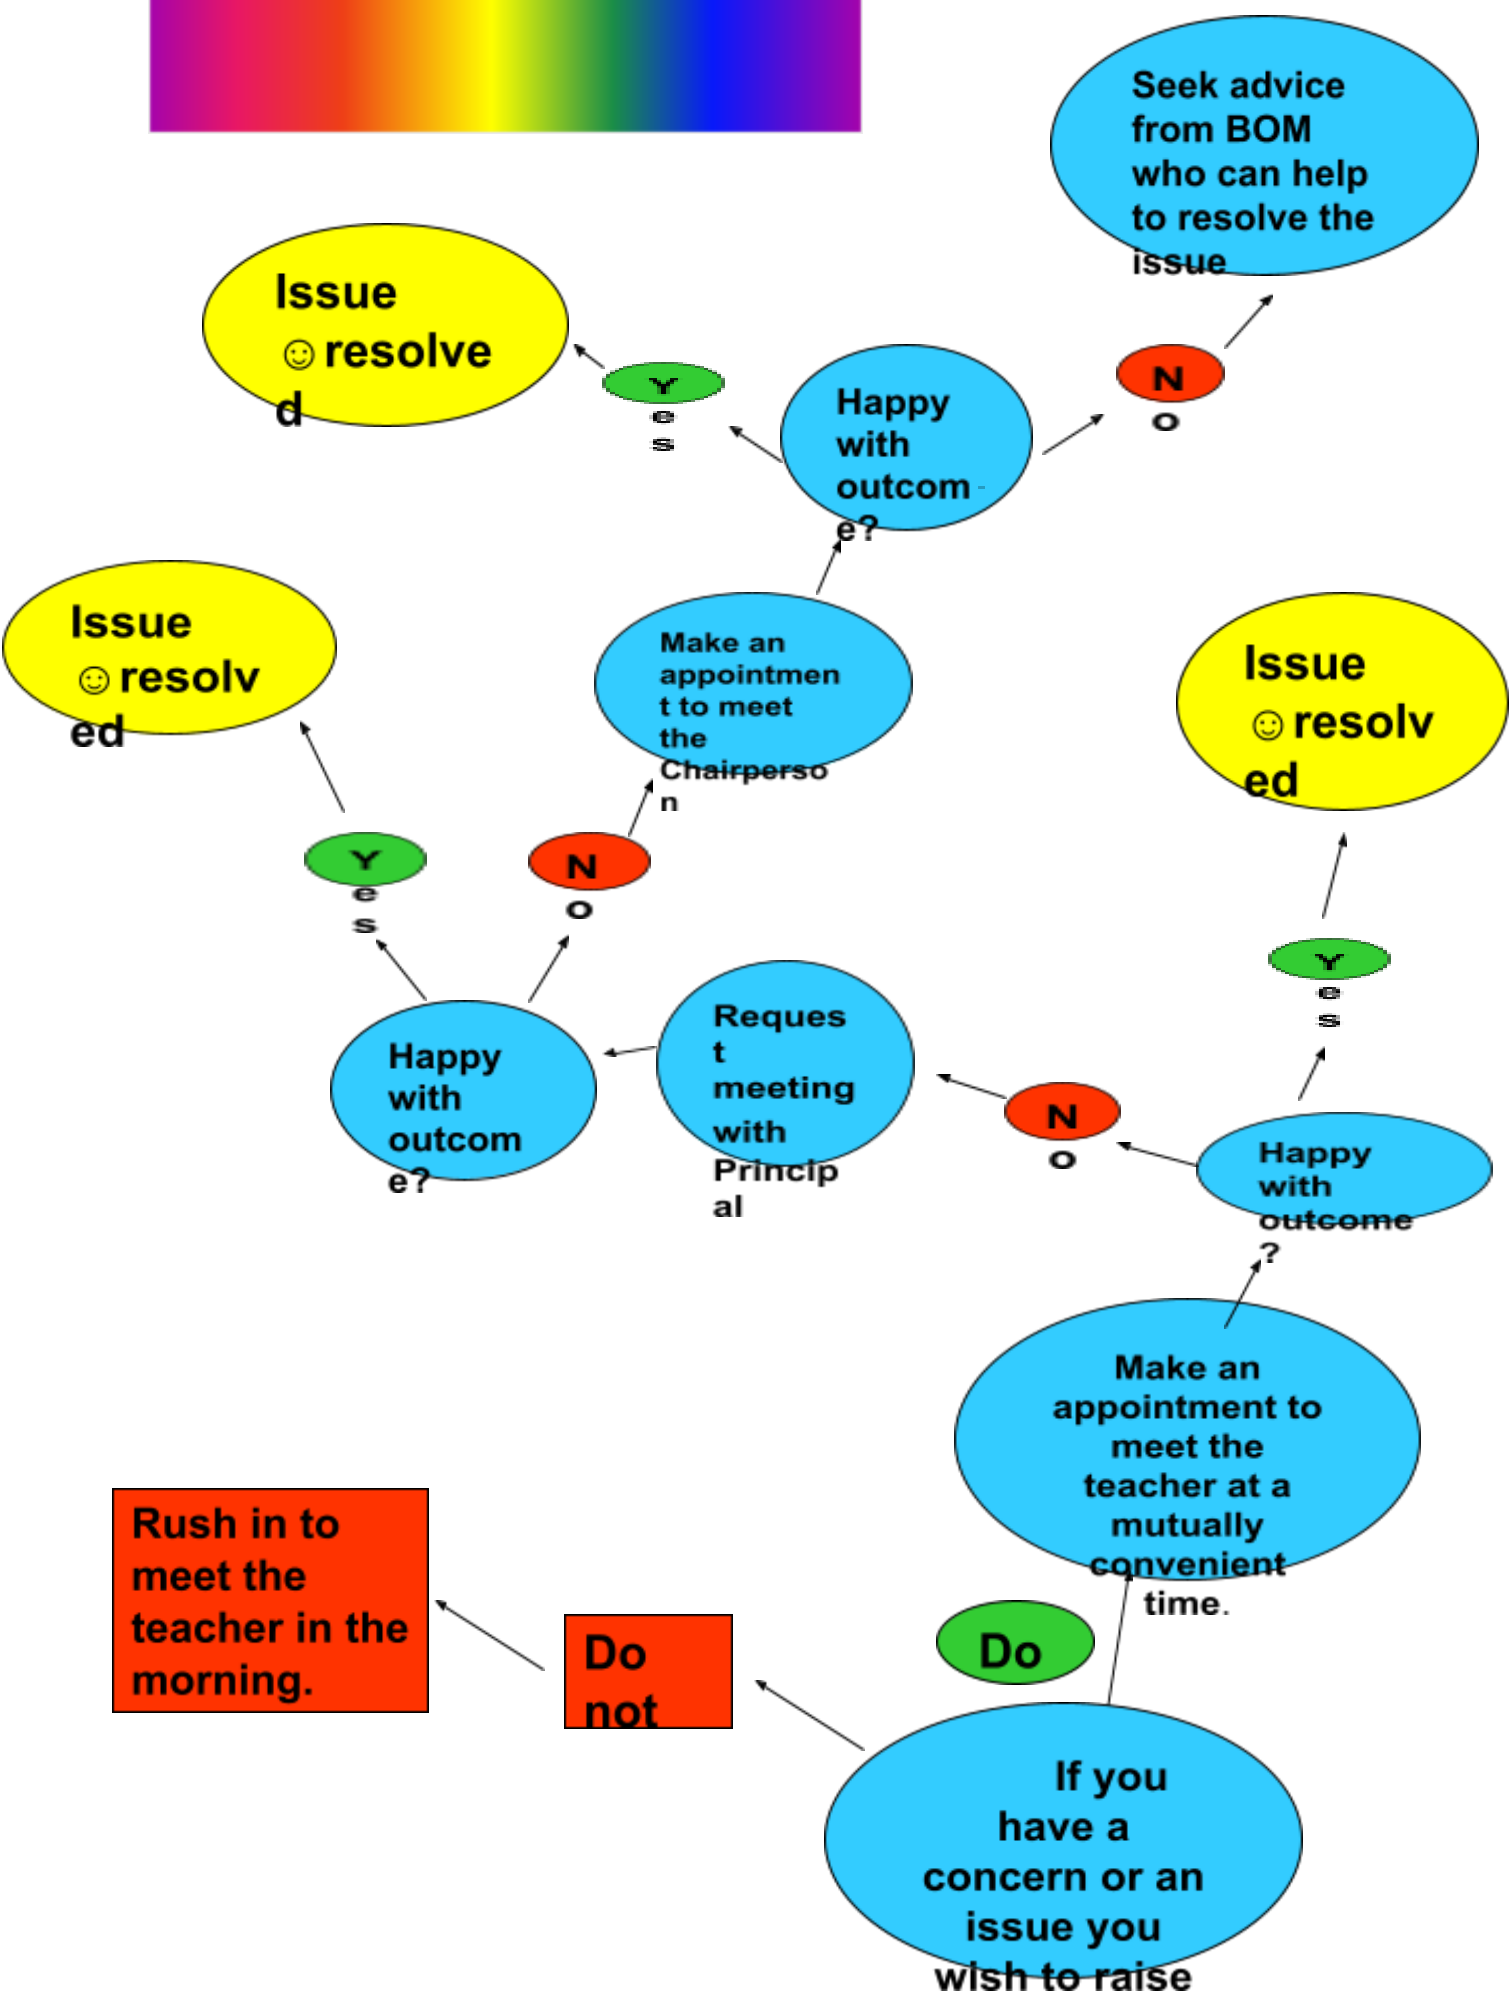 Seek advice
from BOM
who can help
to resolve the
issue
Issue
☺resolve
d
Y
e
s
Happy
with
outcom
e?
N
o
Issue
☺resolv
ed
Make an
appointmen
t to meet
the
Chairperso
n
Issue
☺resolv
ed
Y
e
s
N
o
Y
e
s
Happy
with
outcom
e?
Reques
t
meeting
with
Princip
al
N
o
Happy
with
outcome
?
Make an
appointment to
meet the
teacher at a
mutually
convenient
time.
Rush in to
meet the
teacher in the
morning.
Do
not
Do
If you
have a
concern or an
issue you
wish to raise